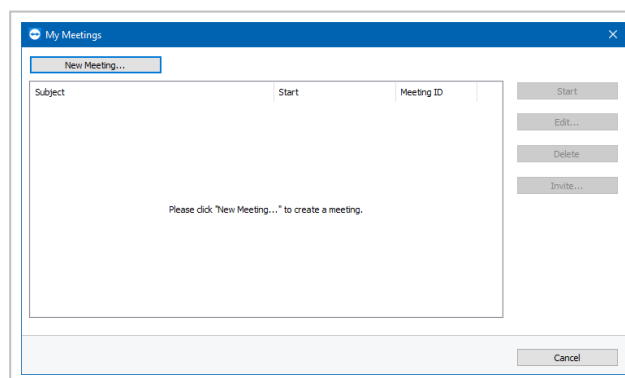 My Meetings
New Meeting...
Subject Start Meeting ID
Start
Edit...
Delete
Invite...
Please click "New Meeting..." to create a meeting.
Cancel